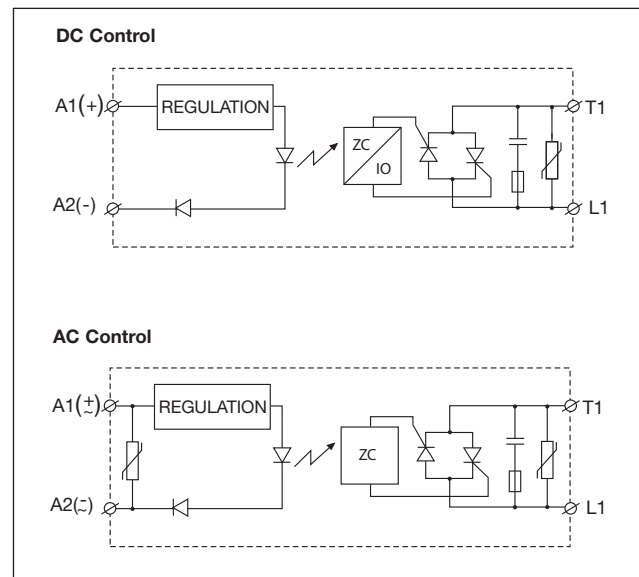 DC Control
A1(+)
REGULATION
T1
ZC
IO
A2(-)
L1
AC Control
A1(±~)
REGULATION
T1
ZC
A2(-~)
L1